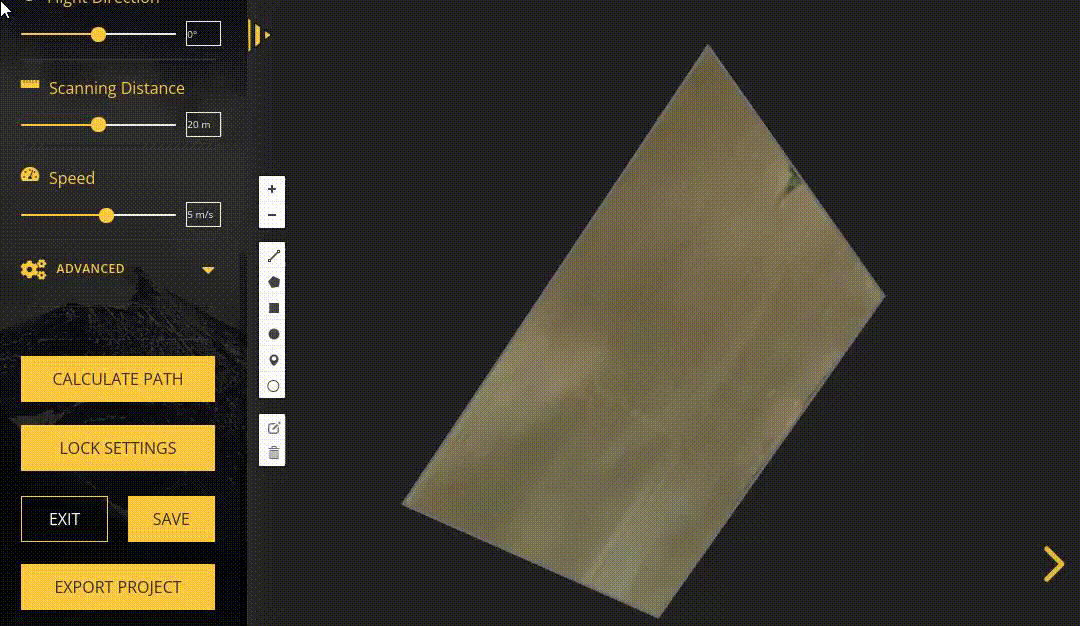 Flight Direction
0°
Scanning Distance
20 m
Speed
5 m/s
ADVANCED
CALCULATE PATH
LOCK SETTINGS
EXIT
SAVE
EXPORT PROJECT